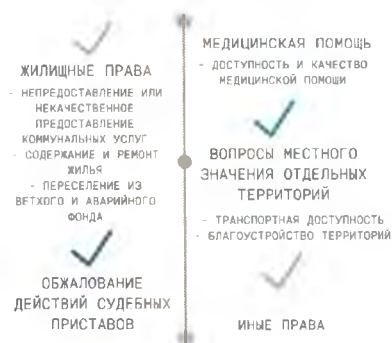 ЖИЛИЩНЫЕ ПРАВА
- НЕПРЕДОСТАВЛЕНИЕ ИЛИ
НЕКАЧЕСТВЕННОЕ
ПРЕДОСТАВЛЕНИЕ
КОММУНАЛЬНЫХ УСЛУГ
- СОДЕРЖАНИЕ И РЕМОНТ
ЖИЛЬЯ
- ПЕРЕСЕЛЕНИЕ ИЗ
ВЕТХОГО И АВАРИЙНОГО
ФОНДА
ОБЖАЛОВАНИЕ
ДЕЙСТВИЙ СУДЕБНЫХ
ПРИСТАВОВ
МЕДИЦИНСКАЯ ПОМОЩЬ
- ДОСТУПНОСТЬ И КАЧЕСТВО
МЕДИЦИНСКОЙ ПОМОЩИ
ВОПРОСЫ МЕСТНОГО
ЗНАЧЕНИЯ ОТДЕЛЬНЫХ
ТЕРРИТОРИЙ
- ТРАНСПОРТНАЯ ДОСТУПНОСТЬ
- БЛАГОУСТРОЙСТВО ТЕРРИТОРИЙ
ИНЫЕ ПРАВА